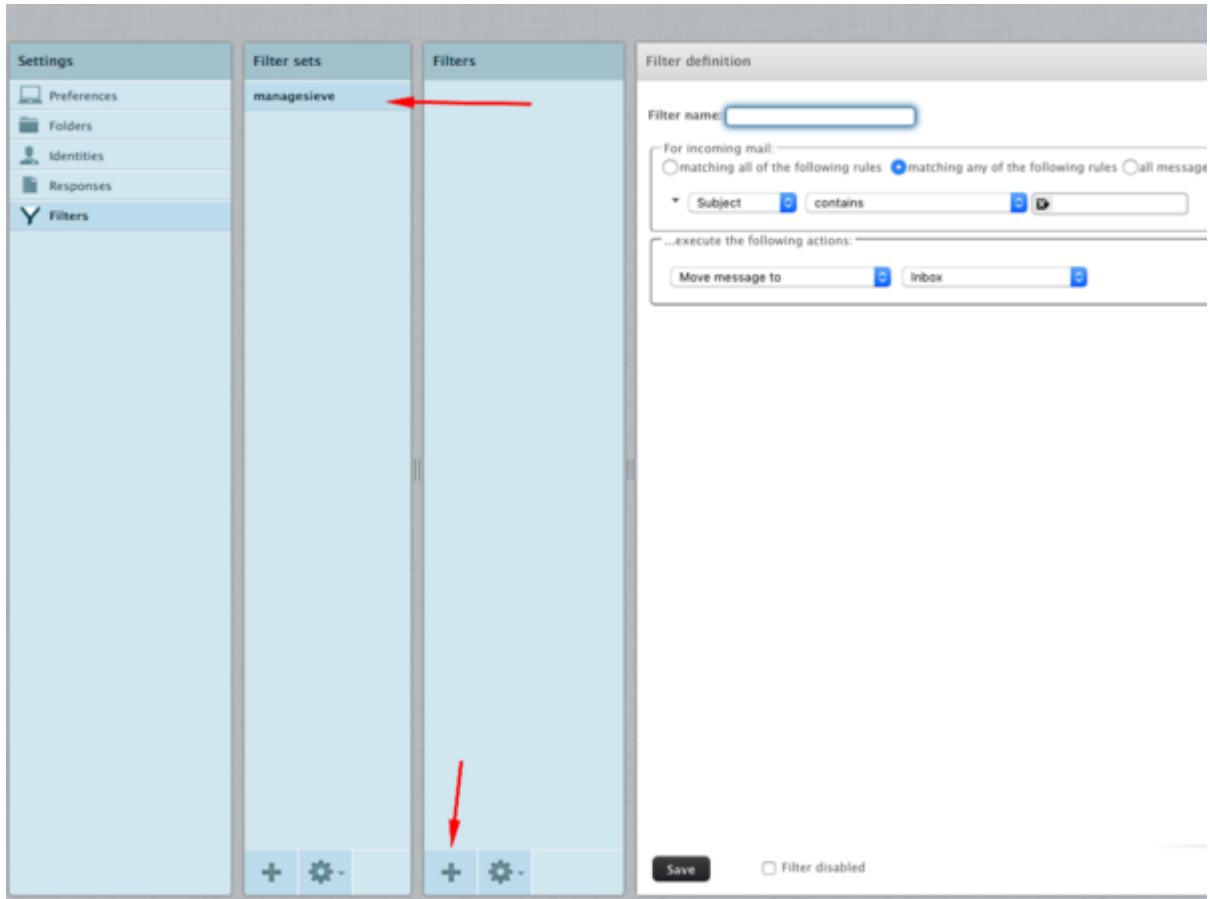 Settings
Preferences
Folders
Identities
Responses
Filters
Filter sets
managesieve
Filters
Filter definition
Filter name:
For incoming mail:
matching all of the following rules matching any of the following rules all message
Subject contains
...execute the following actions:
Move message to Inbox
Save Filter disabled